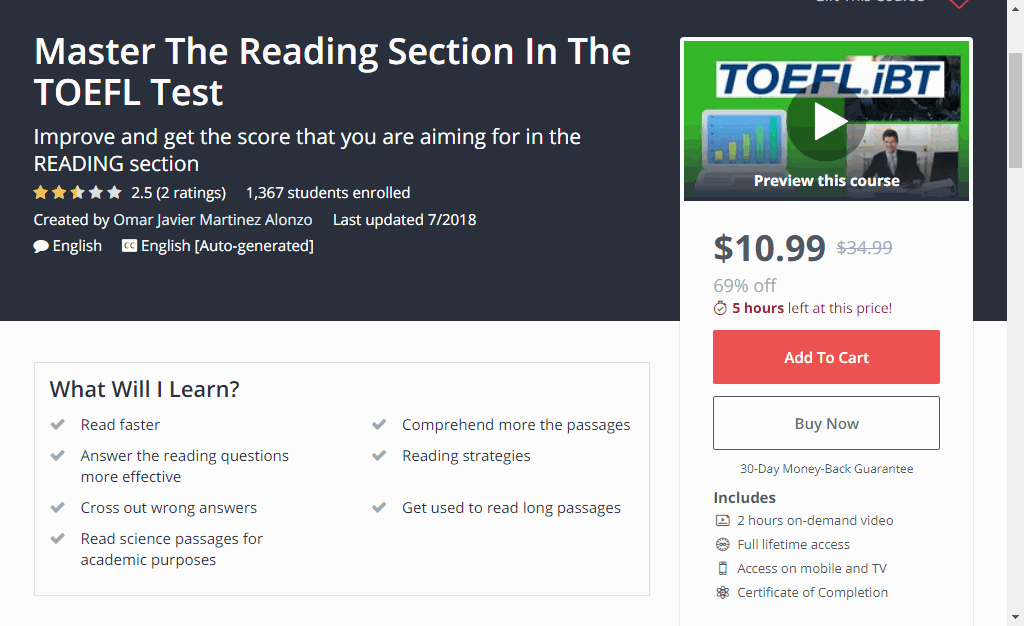 Gift This Course
Master The Reading Section In The
TOEFL Test
Improve and get the score that you are aiming for in the
READING section
2.5 (2 ratings) 1,367 students enrolled
Created by Omar Javier Martinez Alonzo Last updated 7/2018
English CC English [Auto-generated]
TOEFL.iBT
Preview this course
$10.99 $34.99
69% off
5 hours left at this price!
Add To Cart
Buy Now
30-Day Money-Back Guarantee
Includes
2 hours on-demand video
Full lifetime access
Access on mobile and TV
Certificate of Completion
What Will I Learn?
Read faster
Comprehend more the passages
Answer the reading questions
more effective
Reading strategies
Cross out wrong answers
Get used to read long passages
Read science passages for
academic purposes